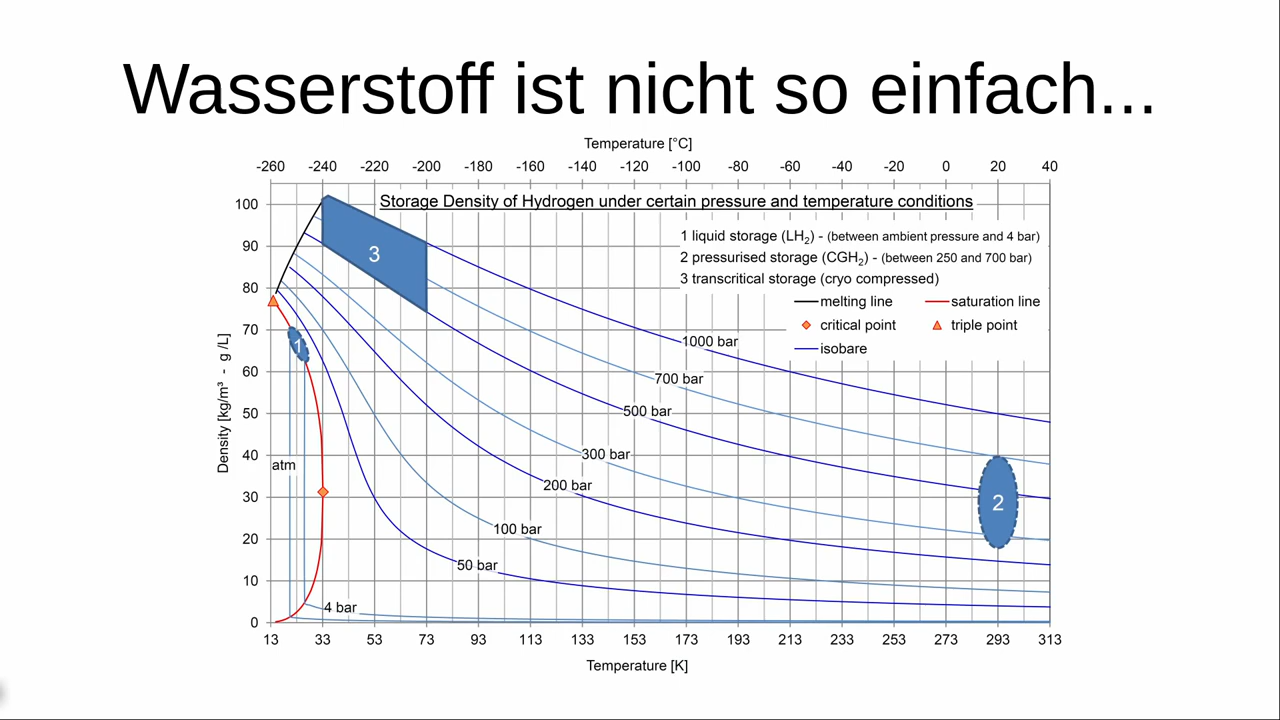 Wasserstoff ist nicht so einfach...
Temperature [°C]
-260 -240 -220 -200 -180 -160 -140 -120 -100 -80 -60 -40 -20 0 20 40
Storage Density of Hydrogen under certain pressure and temperature conditions
1 liquid storage (LH₂) - (between ambient pressure and 4 bar)
2 pressurised storage (CGH₂) - (between 250 and 700 bar)
3 transcritical storage (cryo compressed)
melting line saturation line
critical point triple point
isobare
Density [kg/m³ - g /L]
100
90
80
70
60
50
40
30
20
10
0
3
1
2
1000 bar
700 bar
500 bar
300 bar
atm
200 bar
100 bar
50 bar
4 bar
13 33 53 73 93 113 133 153 173 193 213 233 253 273 293 313
Temperature [K]